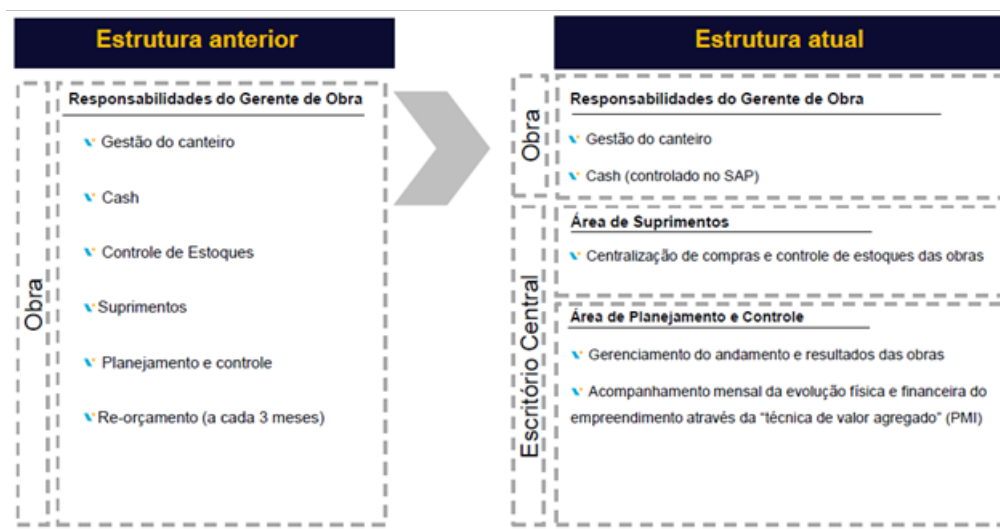 Estrutura anterior
Obra
Responsabilidades do Gerente de Obra
Gestão do canteiro
Cash
Controle de Estoques
Suprimentos
Planejamento e controle
Re-orçamento (a cada 3 meses)
Estrutura atual
Obra
Responsabilidades do Gerente de Obra
Gestão do canteiro
Cash (controlado no SAP)
Escritório Central
Área de Suprimentos
Centralização de compras e controle de estoques das obras
Área de Planejamento e Controle
Gerenciamento do andamento e resultados das obras
Acompanhamento mensal da evolução física e financeira do
empreendimento através da "técnica de valor agregado" (PMI)